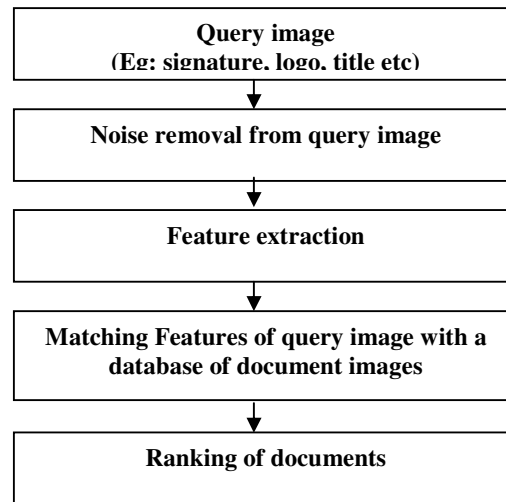 Query image
(Eg: signature, logo, title etc)
Noise removal from query image
Feature extraction
Matching Features of query image with a
database of document images
Ranking of documents